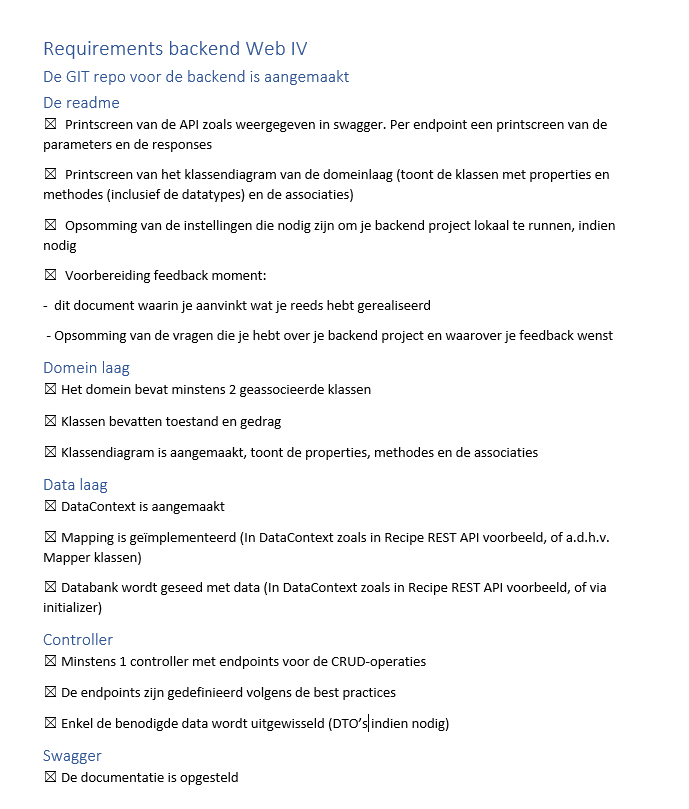 Requirements backend Web IV
De GIT repo voor de backend is aangemaakt
De readme
☒ Printscreen van de API zoals weergegeven in swagger. Per endpoint een printscreen van de
parameters en de responses
☒ Printscreen van het klassendiagram van de domeinlaag (toont de klassen met properties en
methodes (inclusief de datatypes) en de associaties)
☒ Opsomming van de instellingen die nodig zijn om je backend project lokaal te runnen, indien
nodig
☒ Voorbereiding feedback moment:
- dit document waarin je aanvinkt wat je reeds hebt gerealiseerd
- Opsomming van de vragen die je hebt over je backend project en waarover je feedback wenst
Domein laag
☒ Het domein bevat minstens 2 geassocieerde klassen
☒ Klassen bevatten toestand en gedrag
☒ Klassendiagram is aangemaakt, toont de properties, methodes en de associaties
Data laag
☒ DataContext is aangemaakt
☒ Mapping is geïmplementeerd (In DataContext zoals in Recipe REST API voorbeeld, of a.d.h.v.
Mapper klassen)
☒ Databank wordt geseed met data (In DataContext zoals in Recipe REST API voorbeeld, of via
initializer)
Controller
☒ Minstens 1 controller met endpoints voor de CRUD-operaties
☒ De endpoints zijn gedefinieerd volgens de best practices
☒ Enkel de benodigde data wordt uitgewisseld (DTO's indien nodig)
Swagger
☒ De documentatie is opgesteld